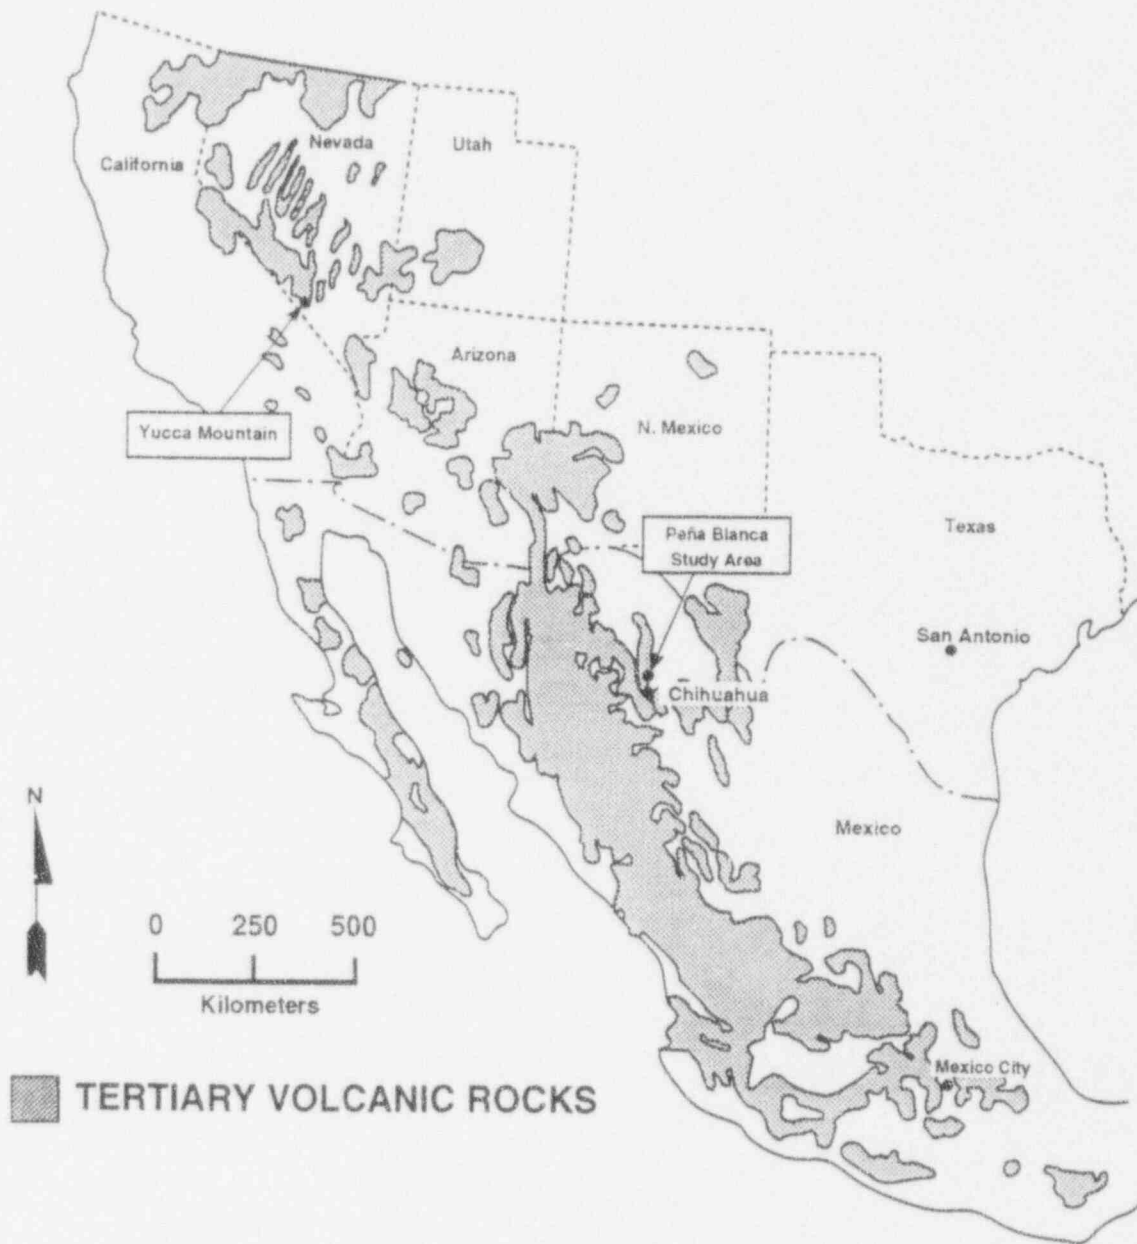 Nevada
Utah
California
Arizona
Yucca Mountain
N. Mexico
Peña Blanca
Study Area
Texas
San Antonio
Chihuahua
Mexico
N
0 250 500
Kilometers
Mexico City
TERTIARY VOLCANIC ROCKS